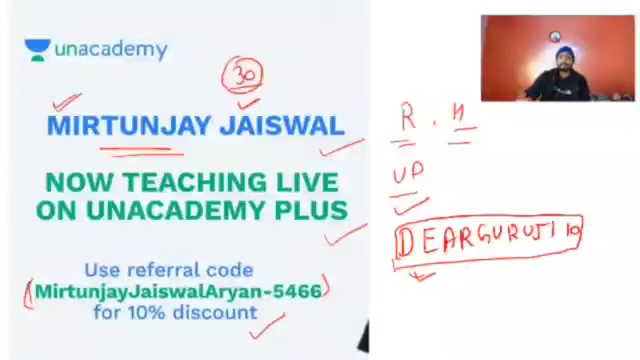 unacademy
30
MIRTUNJAY JAISWAL
NOW TEACHING LIVE
ON UNACADEMY PLUS
Use referral code
(MirtunjayJaiswalAryan-5466)
for 10% discount
R. H
UP
DEARGURUJI10